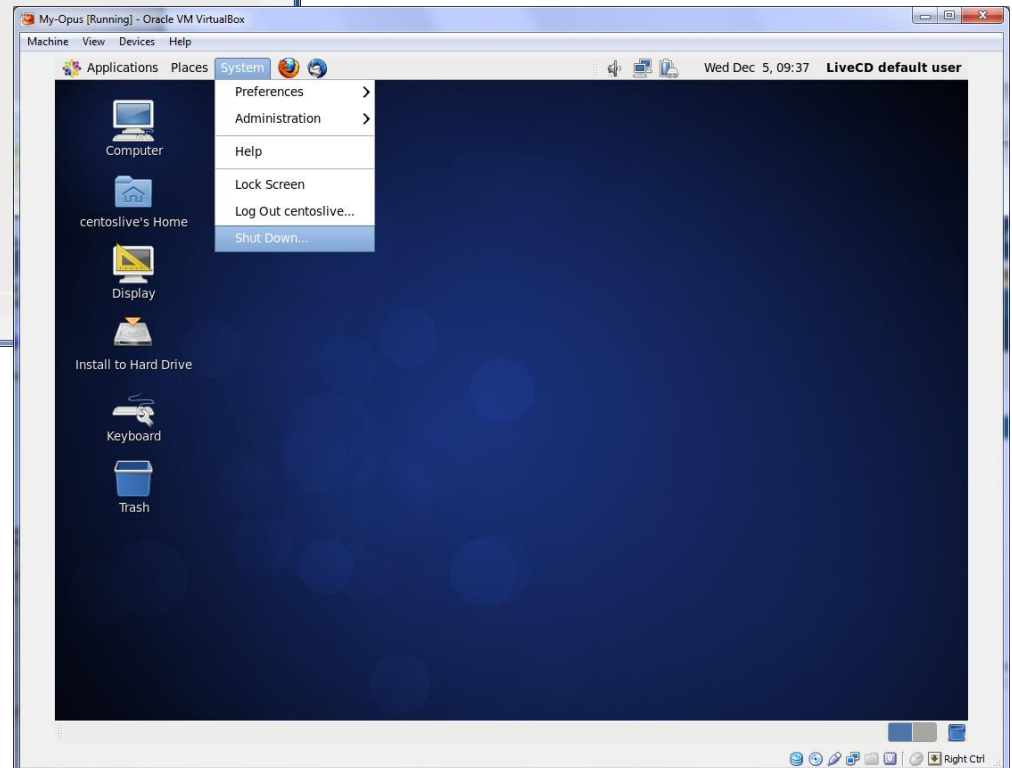 My-Opus [Running] - Oracle VM VirtualBox
Machine View Devices Help
Applications Places System Wed Dec 5, 09:37 LiveCD default user
Preferences
Administration
Help
Lock Screen
Log Out centoslive...
Shut Down...
Computer
centoslive's Home
Display
Install to Hard Drive
Keyboard
Trash
Right Ctrl